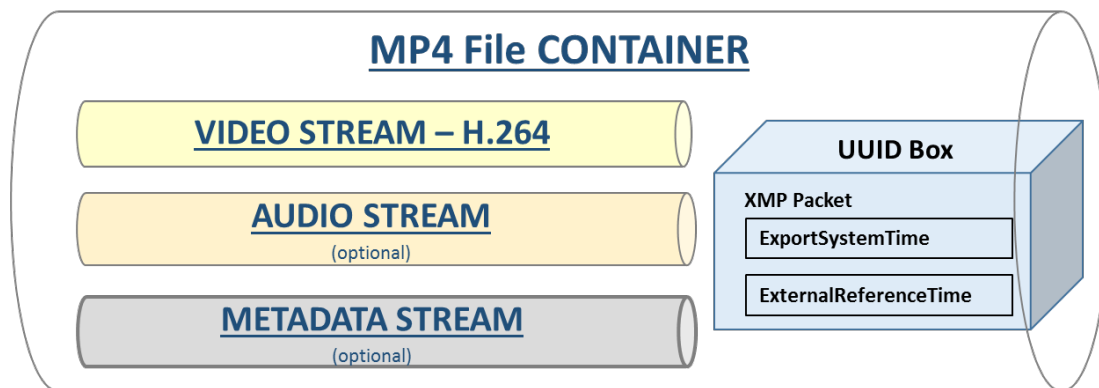 MP4 File CONTAINER
VIDEO STREAM – H.264
AUDIO STREAM
(optional)
METADATA STREAM
(optional)
UUID Box
XMP Packet
ExportSystemTime
ExternalReferenceTime